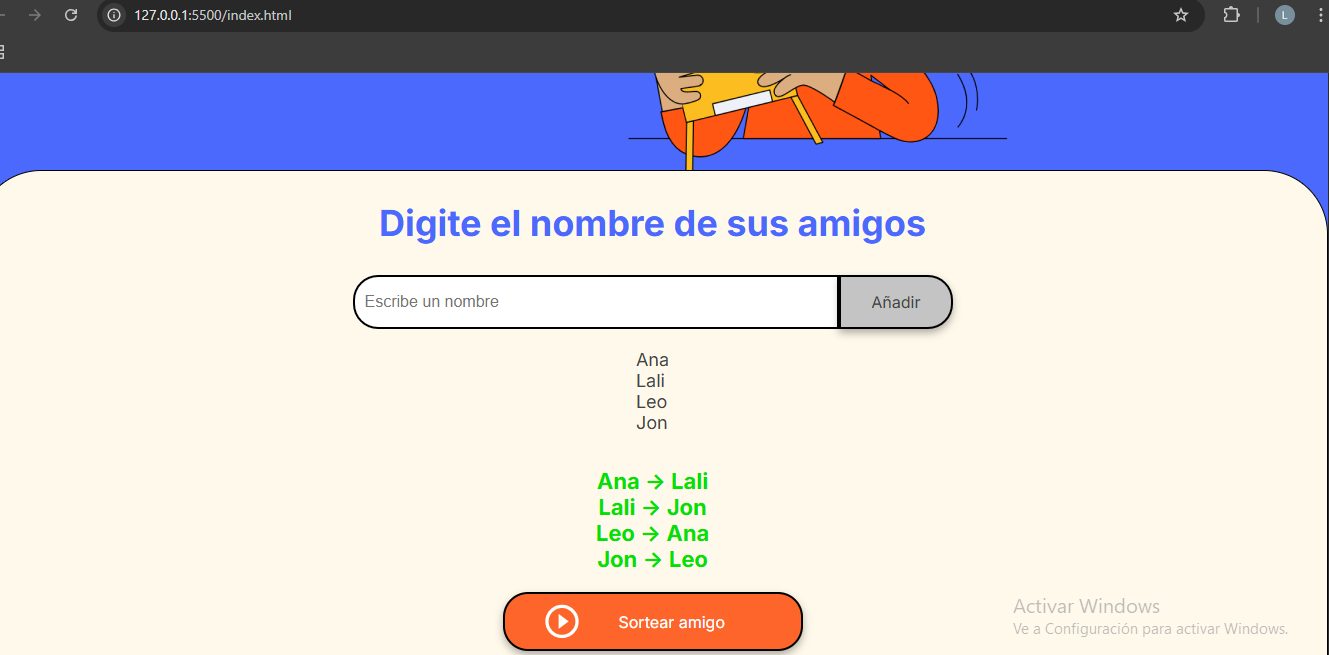 127.0.0.1:5500/index.html
L
Digite el nombre de sus amigos
Escribe un nombre
Añadir
Ana
Lali
Leo
Jon
Ana → Lali
Lali → Jon
Leo → Ana
Jon → Leo
Sortear amigo
Activar Windows
Ve a Configuración para activar Windows.